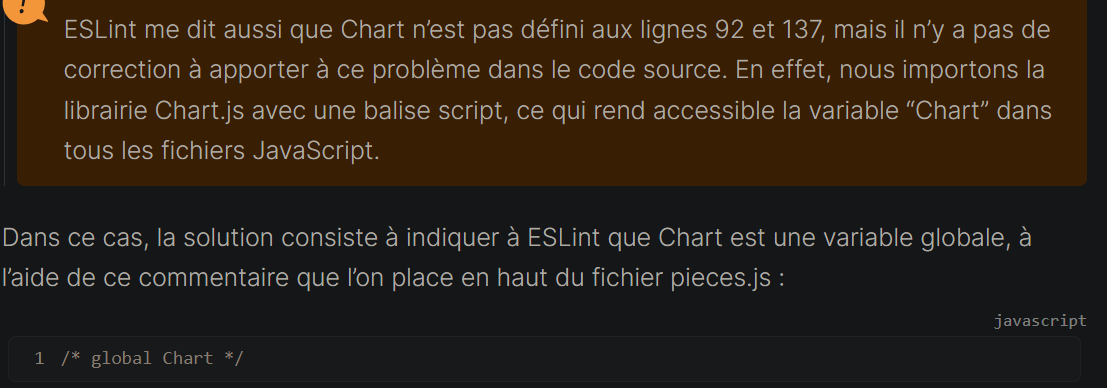 !
ESLint me dit aussi que Chart n’est pas défini aux lignes 92 et 137, mais il n’y a pas de
correction à apporter à ce problème dans le code source. En effet, nous importons la
librairie Chart.js avec une balise script, ce qui rend accessible la variable “Chart” dans
tous les fichiers JavaScript.
Dans ce cas, la solution consiste à indiquer à ESLint que Chart est une variable globale, à
l’aide de ce commentaire que l’on place en haut du fichier pieces.js :
javascript
1 /* global Chart */